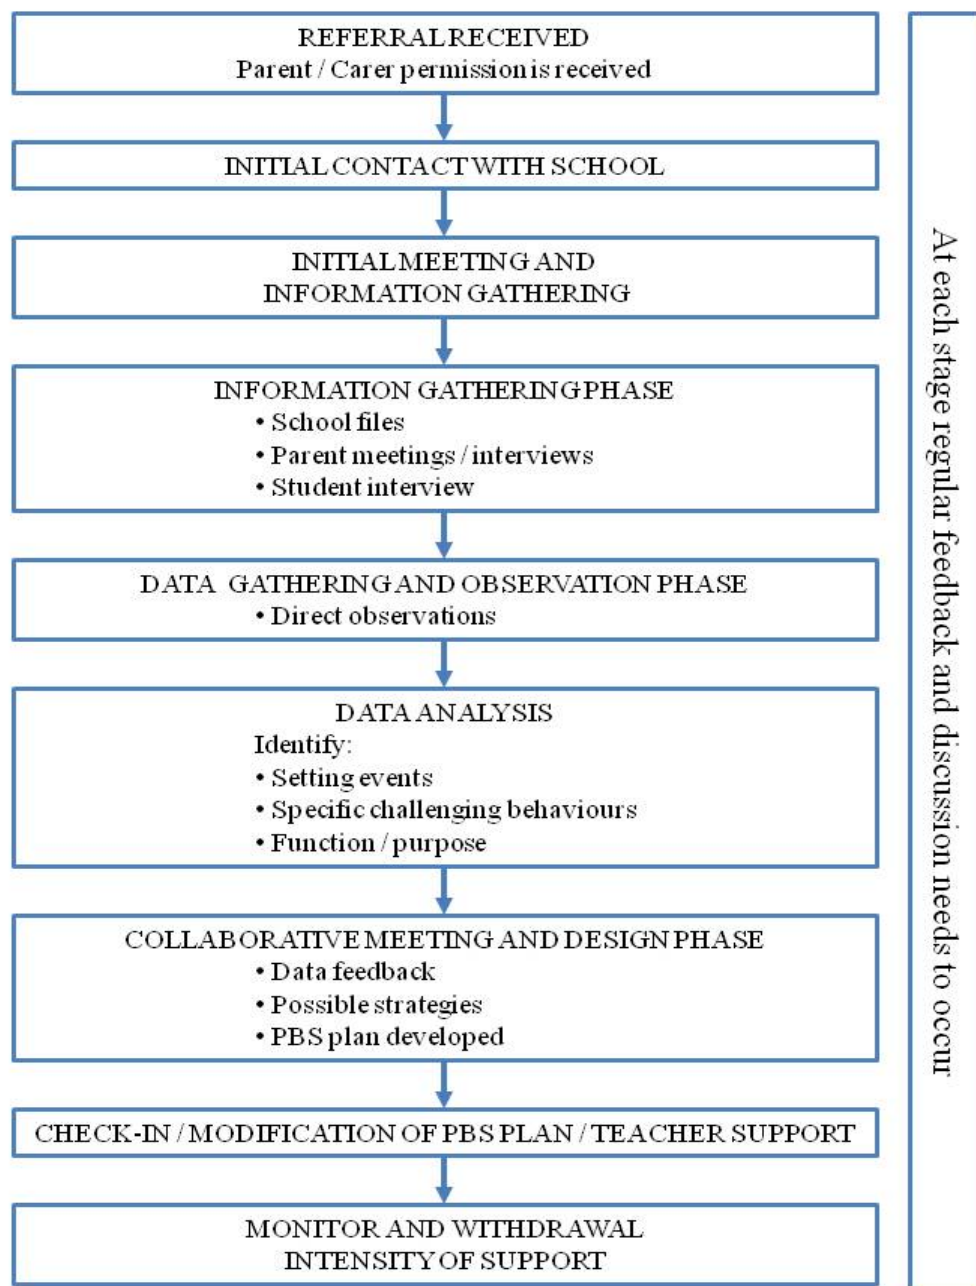 REFERRAL RECEIVED
Parent / Carer permission is received
INITIAL CONTACT WITH SCHOOL
INITIAL MEETING AND
INFORMATION GATHERING
INFORMATION GATHERING PHASE
• School files
• Parent meetings / interviews
• Student interview
DATA GATHERING AND OBSERVATION PHASE
• Direct observations
DATA ANALYSIS
Identify:
• Setting events
• Specific challenging behaviours
• Function / purpose
COLLABORATIVE MEETING AND DESIGN PHASE
• Data feedback
• Possible strategies
• PBS plan developed
CHECK-IN / MODIFICATION OF PBS PLAN / TEACHER SUPPORT
MONITOR AND WITHDRAWAL
INTENSITY OF SUPPORT
At each stage regular feedback and discussion needs to occur